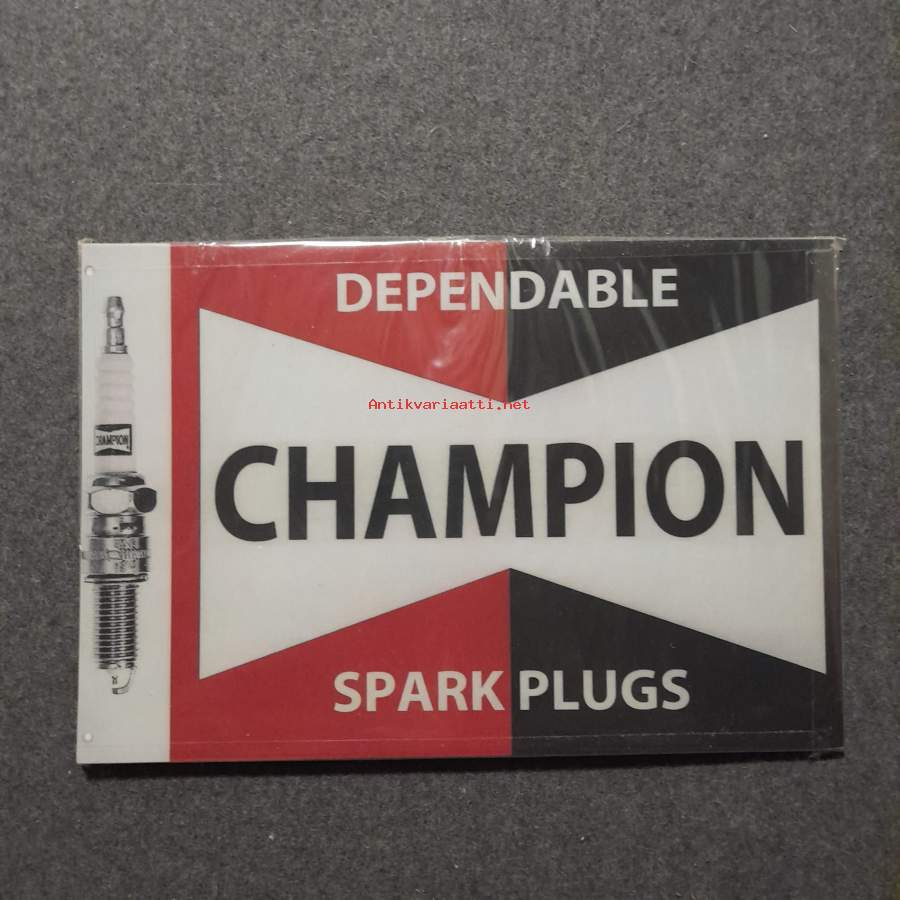 DEPENDABLE
Antikvariaatti.net
CHAMPION
CHAMPION
SPARK PLUGS